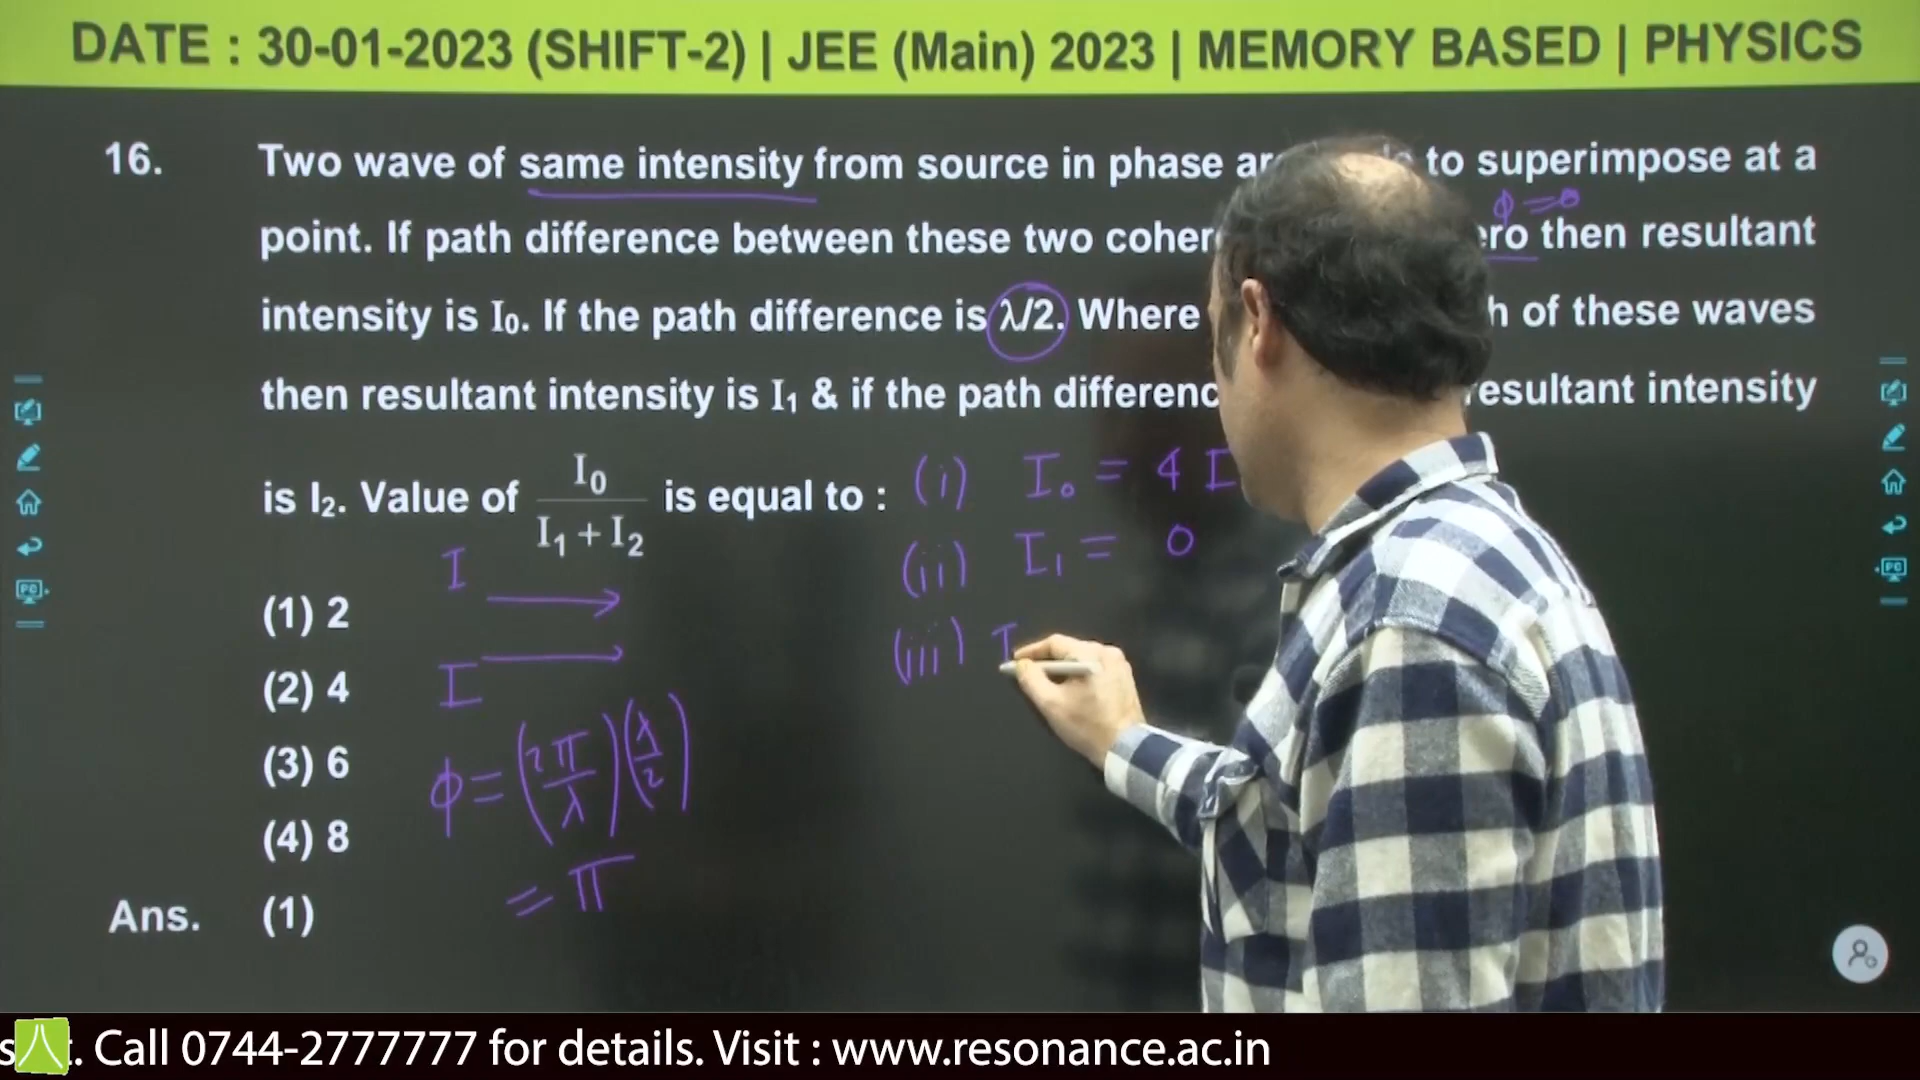 DATE : 30-01-2023 (SHIFT-2) | JEE (Main) 2023 | MEMORY BASED | PHYSICS
16. Two wave of same intensity from source in phase to superimpose at a
ϕ = 0
point. If path difference between these two then resultant
intensity is I₀. If the path difference is λ/2. Where of these waves
then resultant intensity is I₁ & if the path resultant intensity
is I₂. Value of I₀/(I₁ + I₂) is equal to :
(i) I₀ = 4 I
(ii) I₁ = 0
(iii) I
I
I
(1) 2
(2) 4
(3) 6
(4) 8
ϕ = (2π/λ)(λ/2)
= π
Ans. (1)
PC
PC
t. Call 0744-2777777 for details. Visit : www.resonance.ac.in